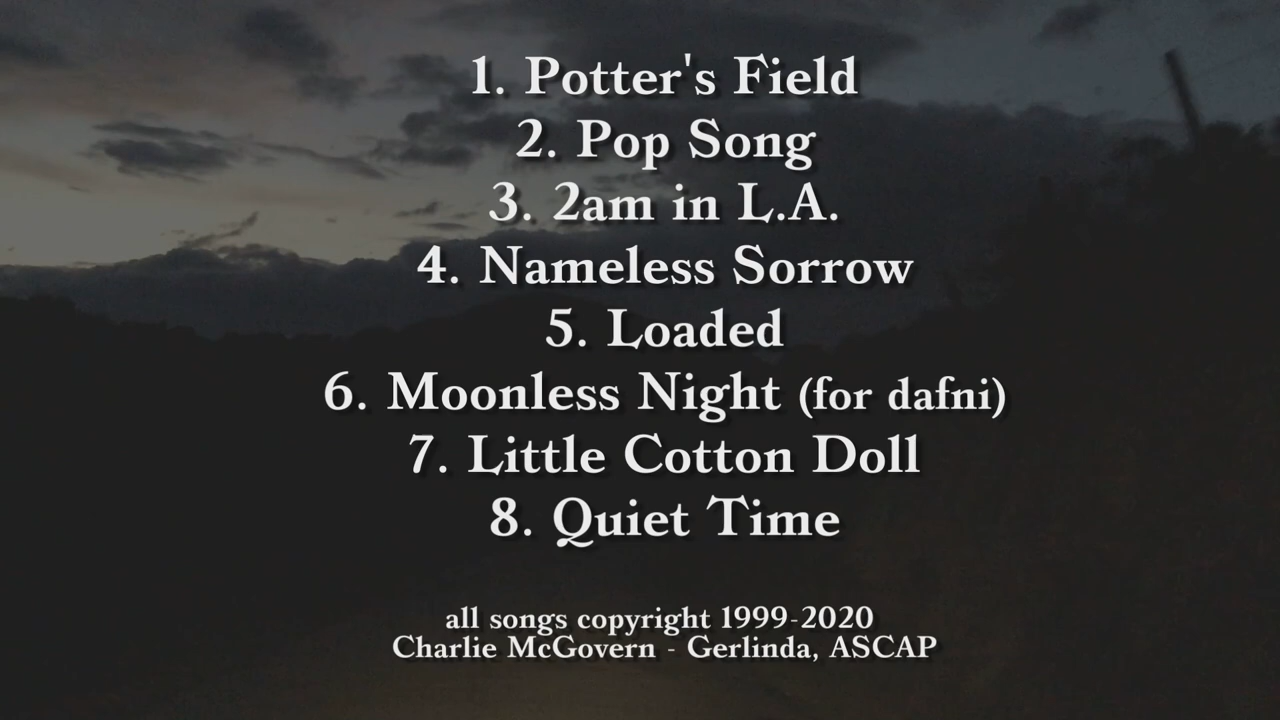 1. Potter's Field
2. Pop Song
3. 2am in L.A.
4. Nameless Sorrow
5. Loaded
6. Moonless Night (for dafni)
7. Little Cotton Doll
8. Quiet Time
all songs copyright 1999-2020
Charlie McGovern - Gerlinda, ASCAP